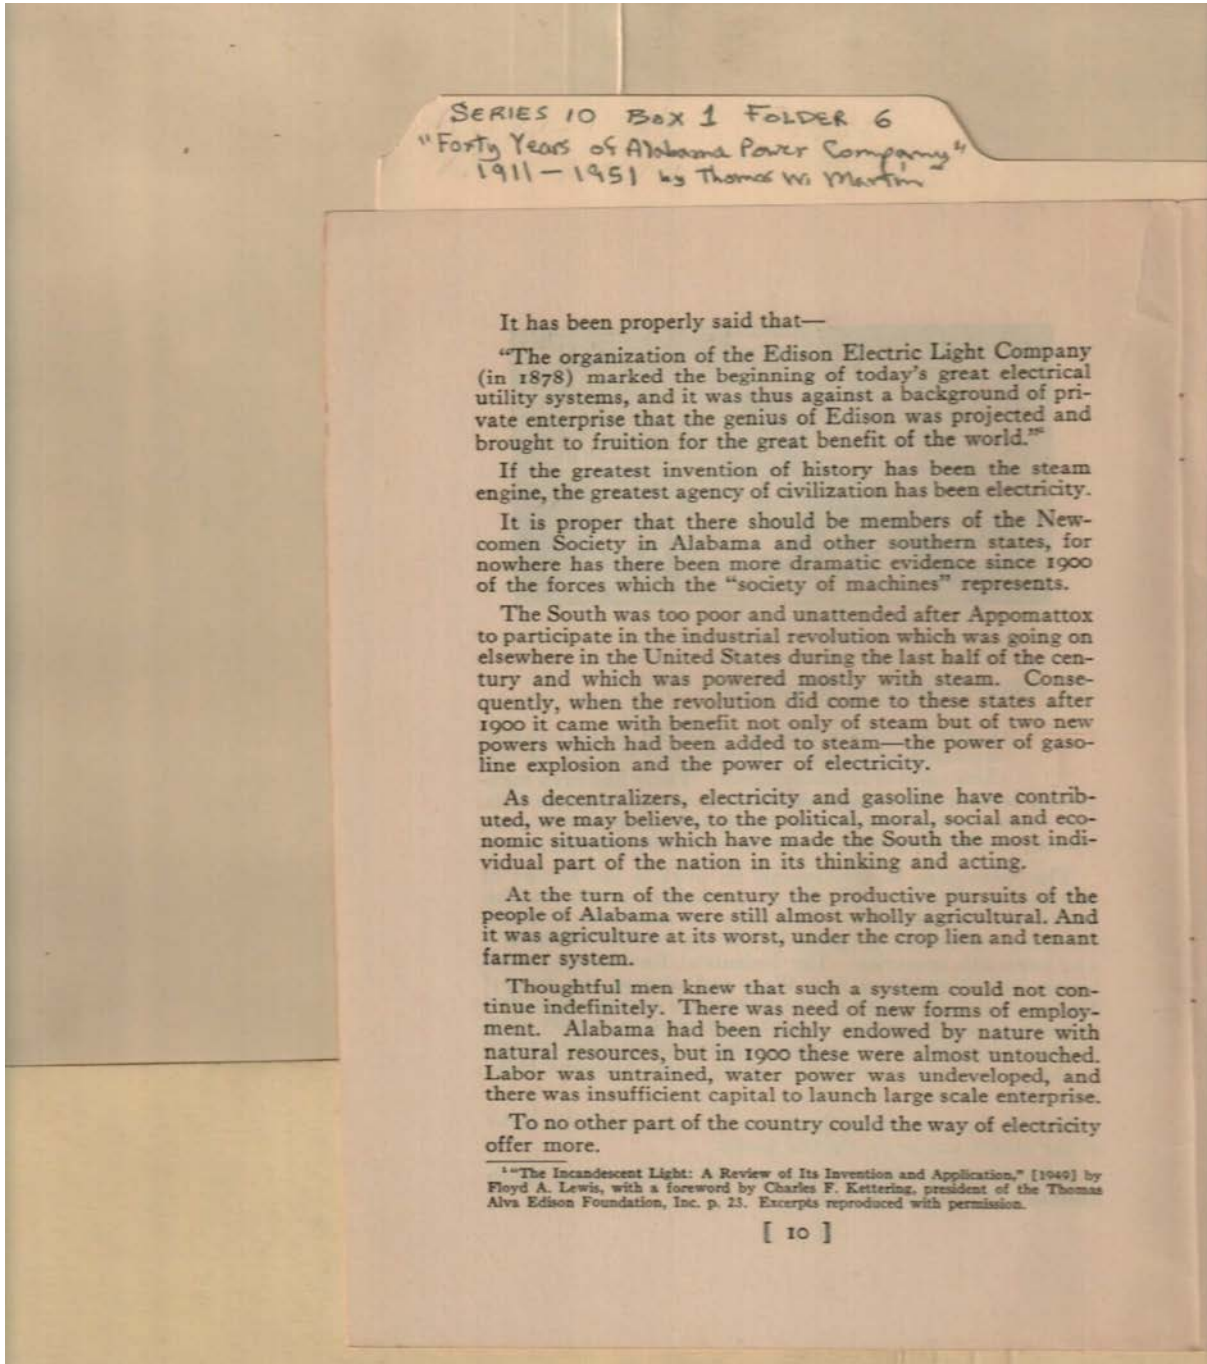 SERIES 10 BOX 1 FOLDER 6
"Forty Years of Alabama Power Company"
1911-1951 by Thomas W. Martin
It has been properly said that—
"The organization of the Edison Electric Light Company
(in 1878) marked the beginning of today's great electrical
utility systems, and it was thus against a background of pri-
vate enterprise that the genius of Edison was projected and
brought to fruition for the great benefit of the world."¹
If the greatest invention of history has been the steam
engine, the greatest agency of civilization has been electricity.
It is proper that there should be members of the New-
comen Society in Alabama and other southern states, for
nowhere has there been more dramatic evidence since 1900
of the forces which the "society of machines" represents.
The South was too poor and unattended after Appomattox
to participate in the industrial revolution which was going on
elsewhere in the United States during the last half of the cen-
tury and which was powered mostly with steam. Conse-
quently, when the revolution did come to these states after
1900 it came with benefit not only of steam but of two new
powers which had been added to steam—the power of gaso-
line explosion and the power of electricity.
As decentralizers, electricity and gasoline have contrib-
uted, we may believe, to the political, moral, social and eco-
nomic situations which have made the South the most indi-
vidual part of the nation in its thinking and acting.
At the turn of the century the productive pursuits of the
people of Alabama were still almost wholly agricultural. And
it was agriculture at its worst, under the crop lien and tenant
farmer system.
Thoughtful men knew that such a system could not con-
tinue indefinitely. There was need of new forms of employ-
ment. Alabama had been richly endowed by nature with
natural resources, but in 1900 these were almost untouched.
Labor was untrained, water power was undeveloped, and
there was insufficient capital to launch large scale enterprise.
To no other part of the country could the way of electricity
offer more.
¹ "The Incandescent Light: A Review of Its Invention and Application," [1949] by
Floyd A. Lewis, with a foreword by Charles F. Kettering, president of the Thomas
Alva Edison Foundation, Inc. p. 23. Excerpts reproduced with permission.
[ 10 ]